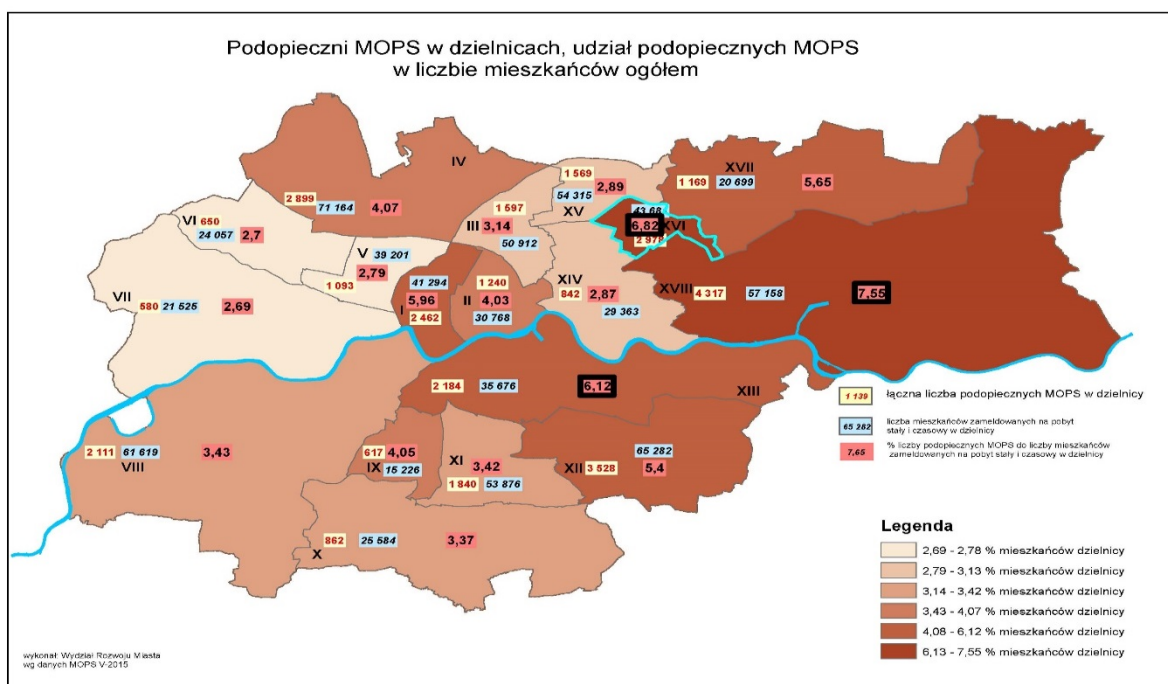 Podopieczni MOPS w dzielnicach, udział podopiecznych MOPS
w liczbie mieszkańców ogółem
IV
2 899
71 164
4,07
VI
650
24 057
2,7
V
39 201
2,79
1 093
VII
580
21 525
2,69
III
1 597
3,14
50 912
1 569
2,89
54 315
XV
XVII
1 169
20 699
5,65
43 68
6,82
XVI
2 978
I
41 294
5,96
2 462
II
1 240
4,03
30 768
XIV
842
2,87
29 363
XVIII
4 317
57 158
7,55
2 184
35 676
6,12
XIII
2 111
61 619
VIII
3,43
617
4,05
IX
15 226
XI
3,42
1 840
53 876
65 282
XII
3 528
5,4
X
862
25 584
3,37
1 139
łączna liczba podopiecznych MOPS w dzielnicy
65 282
liczba mieszkańców zameldowanych na pobyt
stały i czasowy w dzielnicy
7,65
% liczby podopiecznych MOPS do liczby mieszkańców
zameldowanych na pobyt stały i czasowy w dzielnicy
Legenda
2,69 - 2,78 % mieszkańców dzielnicy
2,79 - 3,13 % mieszkańców dzielnicy
3,14 - 3,42 % mieszkańców dzielnicy
3,43 - 4,07 % mieszkańców dzielnicy
4,08 - 6,12 % mieszkańców dzielnicy
6,13 - 7,55 % mieszkańców dzielnicy
wykonał: Wydział Rozwoju Miasta
wg danych MOPS V-2015